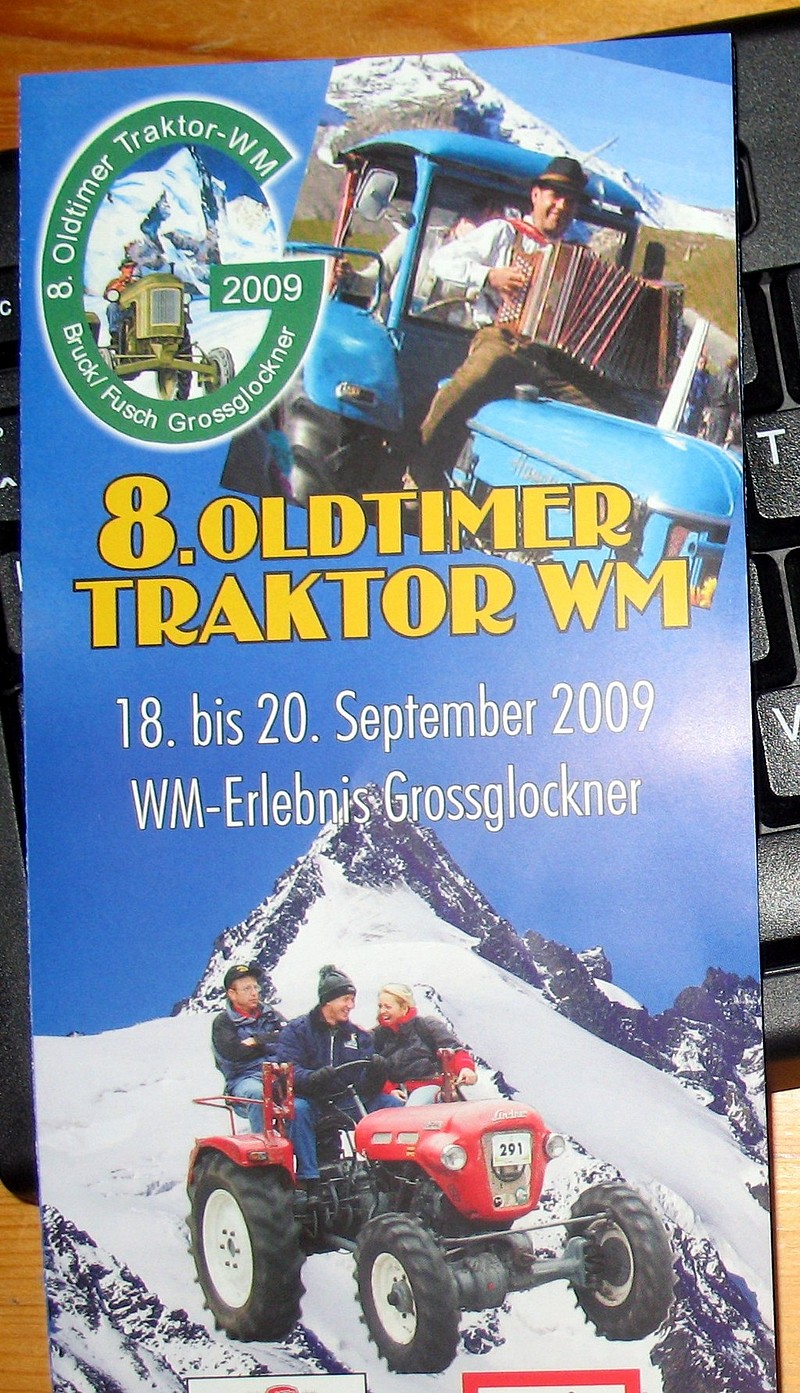 8. Oldtimer Traktor-WM
2009
Bruck/Fusch Grossglockner
8. OLDTIMER
TRAKTOR WM
18. bis 20. September 2009
WM-Erlebnis Grossglockner
Lindner
291
C
T